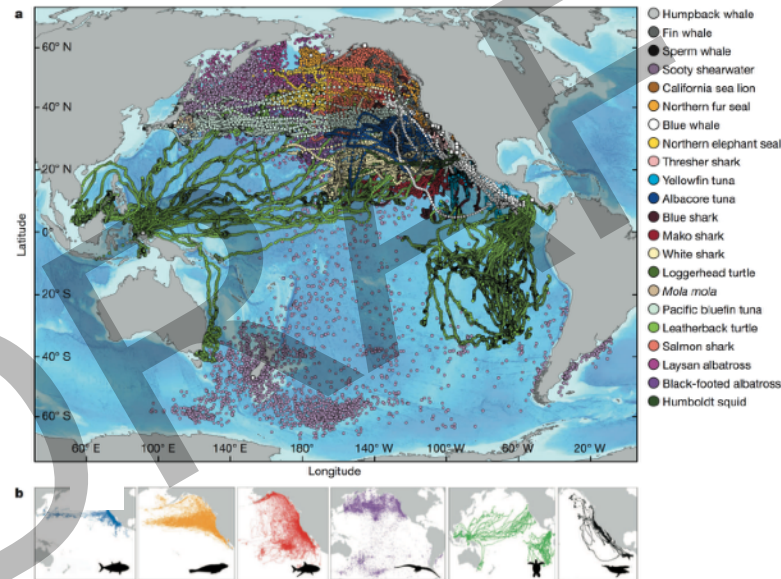 a
60° N
40° N
20° N
0°
20° S
40° S
60° S
Latitude
60° E
100° E
140° E
180°
140° W
100° W
60° W
20° W
Longitude
Humpback whale
Fin whale
Sperm whale
Sooty shearwater
California sea lion
Northern fur seal
Blue whale
Northern elephant seal
Thresher shark
Yellowfin tuna
Albacore tuna
Blue shark
Mako shark
White shark
Loggerhead turtle
Mola mola
Pacific bluefin tuna
Leatherback turtle
Salmon shark
Laysan albatross
Black-footed albatross
Humboldt squid
b
DRAFT